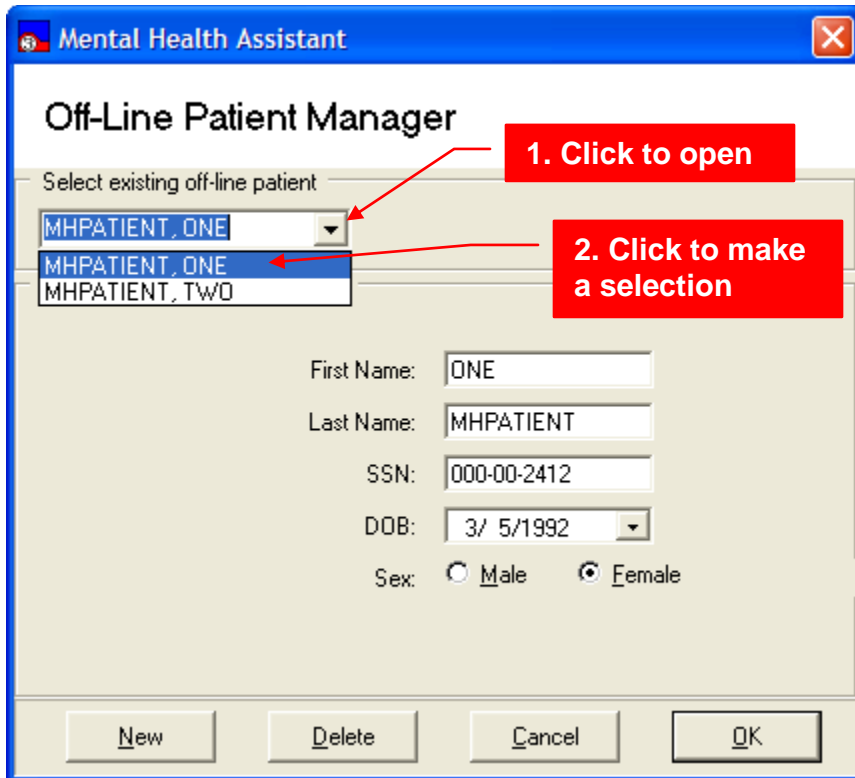 Mental Health Assistant
Off-Line Patient Manager
1. Click to open
Select existing off-line patient
MHPATIENT, ONE
MHPATIENT, ONE
MHPATIENT, TWO
2. Click to make
a selection
First Name: ONE
Last Name: MHPATIENT
SSN: 000-00-2412
DOB: 3/ 5/1992
Sex: Male Female
New Delete Cancel OK